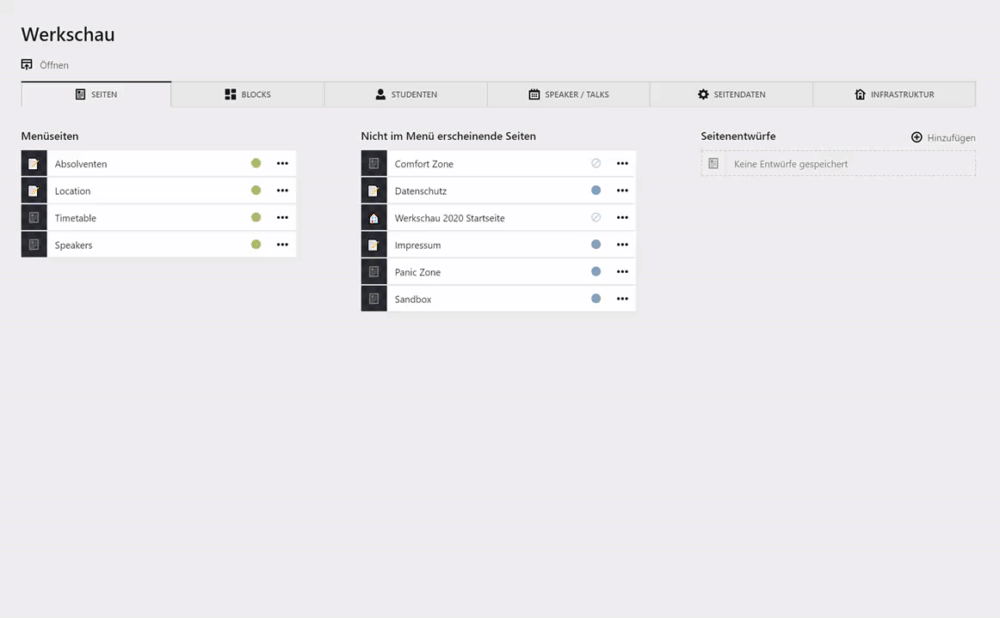 Werkschau
Öffnen
SEITEN
BLOCKS
STUDENTEN
SPEAKER / TALKS
SEITENDATEN
INFRASTRUKTUR
Menüseiten
Absolventen
Location
Timetable
Speakers
Nicht im Menü erscheinende Seiten
Comfort Zone
Datenschutz
Werkschau 2020 Startseite
Impressum
Panic Zone
Sandbox
Seitenentwürfe
Hinzufügen
Keine Entwürfe gespeichert